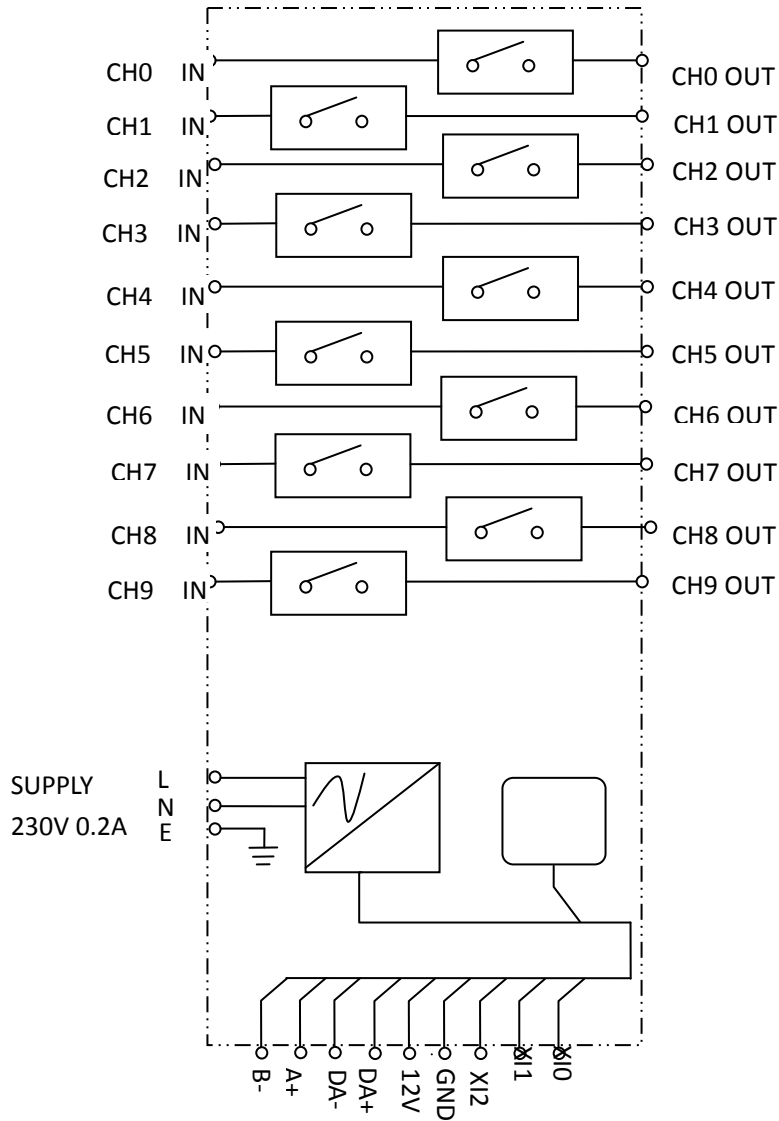 CH0 IN CH0 OUT
CH1 IN CH1 OUT
CH2 IN CH2 OUT
CH3 IN CH3 OUT
CH4 IN CH4 OUT
CH5 IN CH5 OUT
CH6 IN CH6 OUT
CH7 IN CH7 OUT
CH8 IN CH8 OUT
CH9 IN CH9 OUT
SUPPLY L
N
230V 0.2A E
B-
A+
DA-
DA+
12V
GND
XI2
XI1
XI0